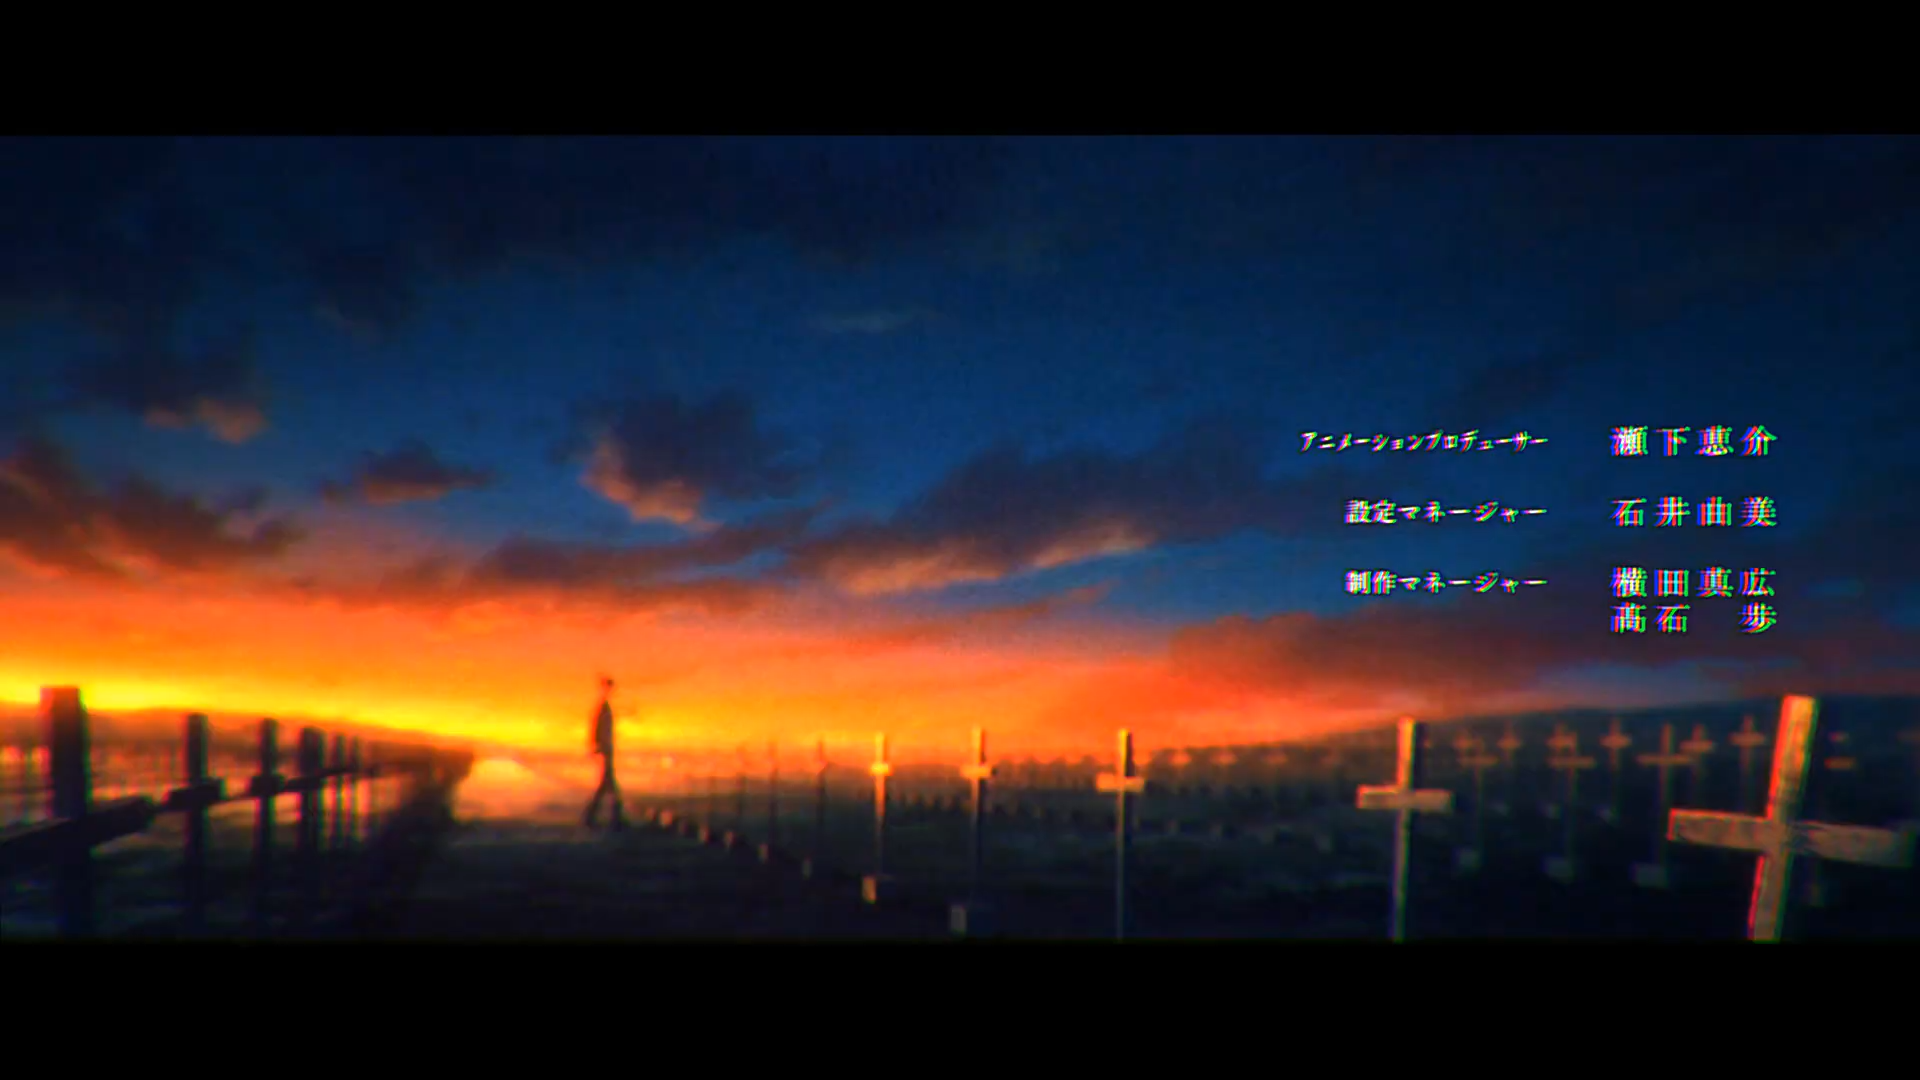 アニメーションプロデューサー 瀬下恵介
設定マネージャー 石井由美
制作マネージャー 横田真広
髙石 歩